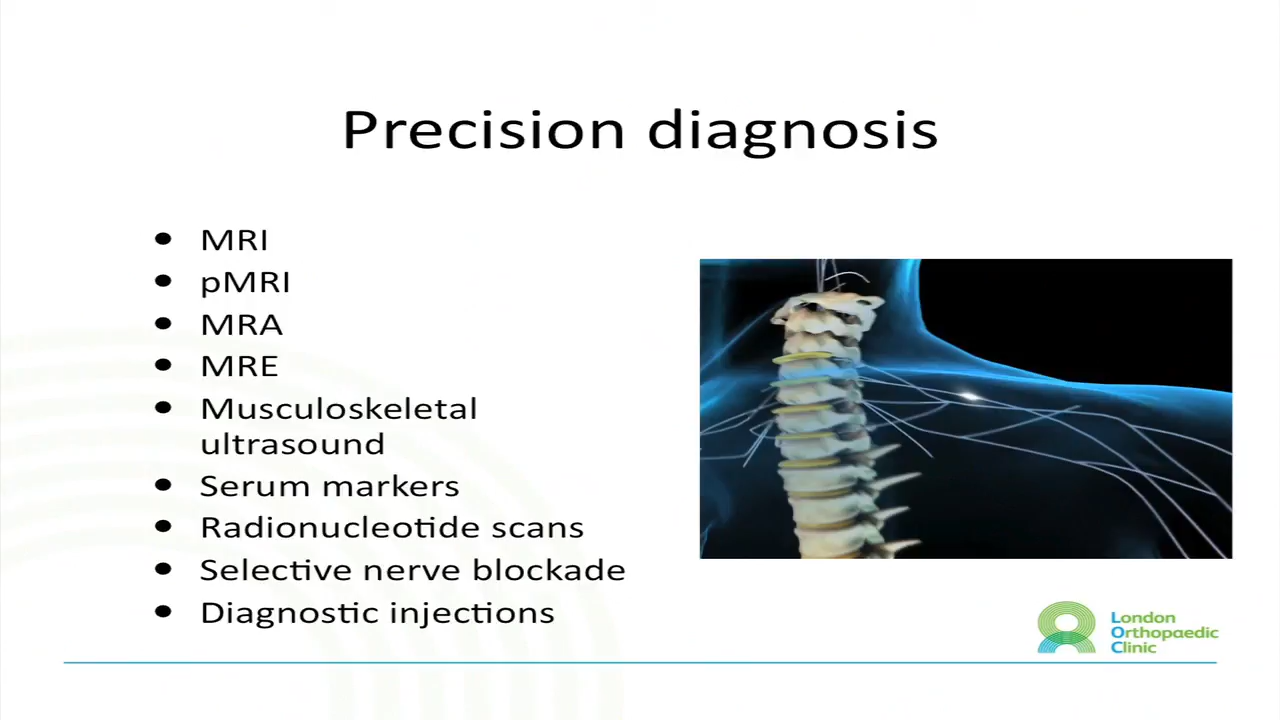 Precision diagnosis
• MRI
• pMRI
• MRA
• MRE
• Musculoskeletal
ultrasound
• Serum markers
• Radionucleotide scans
• Selective nerve blockade
• Diagnostic injections
London
Orthopaedic
Clinic